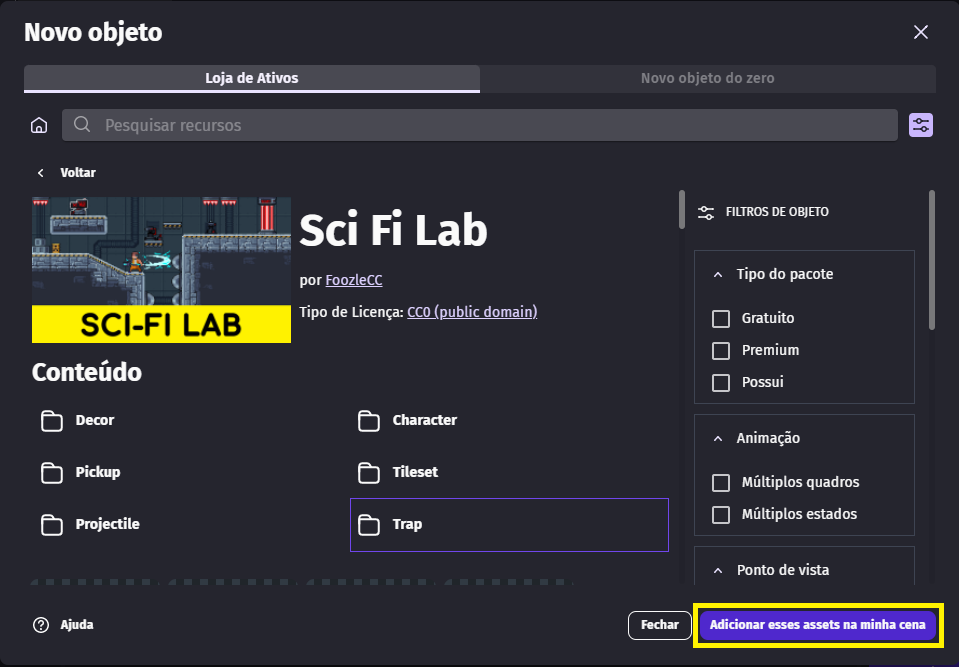 Novo objeto
Loja de Ativos
Novo objeto do zero
Pesquisar recursos
Voltar
SCI-FI LAB
Sci Fi Lab
por FoozleCC
Tipo de Licença: CC0 (public domain)
Conteúdo
Decor
Character
Pickup
Tileset
Projectile
Trap
FILTROS DE OBJETO
Tipo do pacote
Gratuito
Premium
Possui
Animação
Múltiplos quadros
Múltiplos estados
Ponto de vista
Ajuda
Fechar
Adicionar esses assets na minha cena